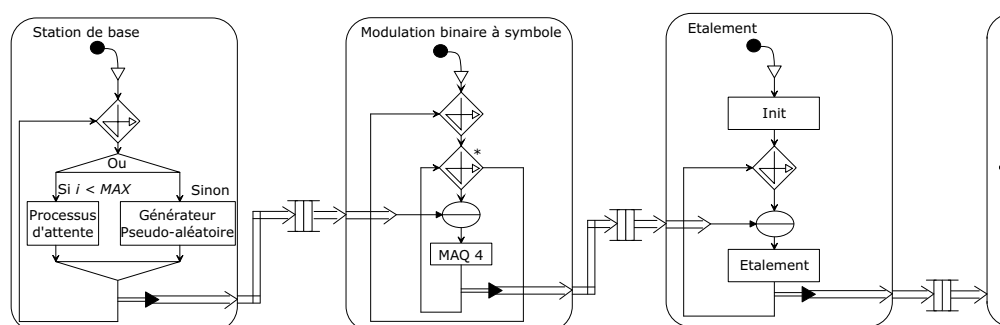 Station de base
Ou
Si i < MAX
Sinon
Processus
d'attente
Générateur
Pseudo-aléatoire
Modulation binaire à symbole
*
MAQ 4
Etalement
Init
Etalement